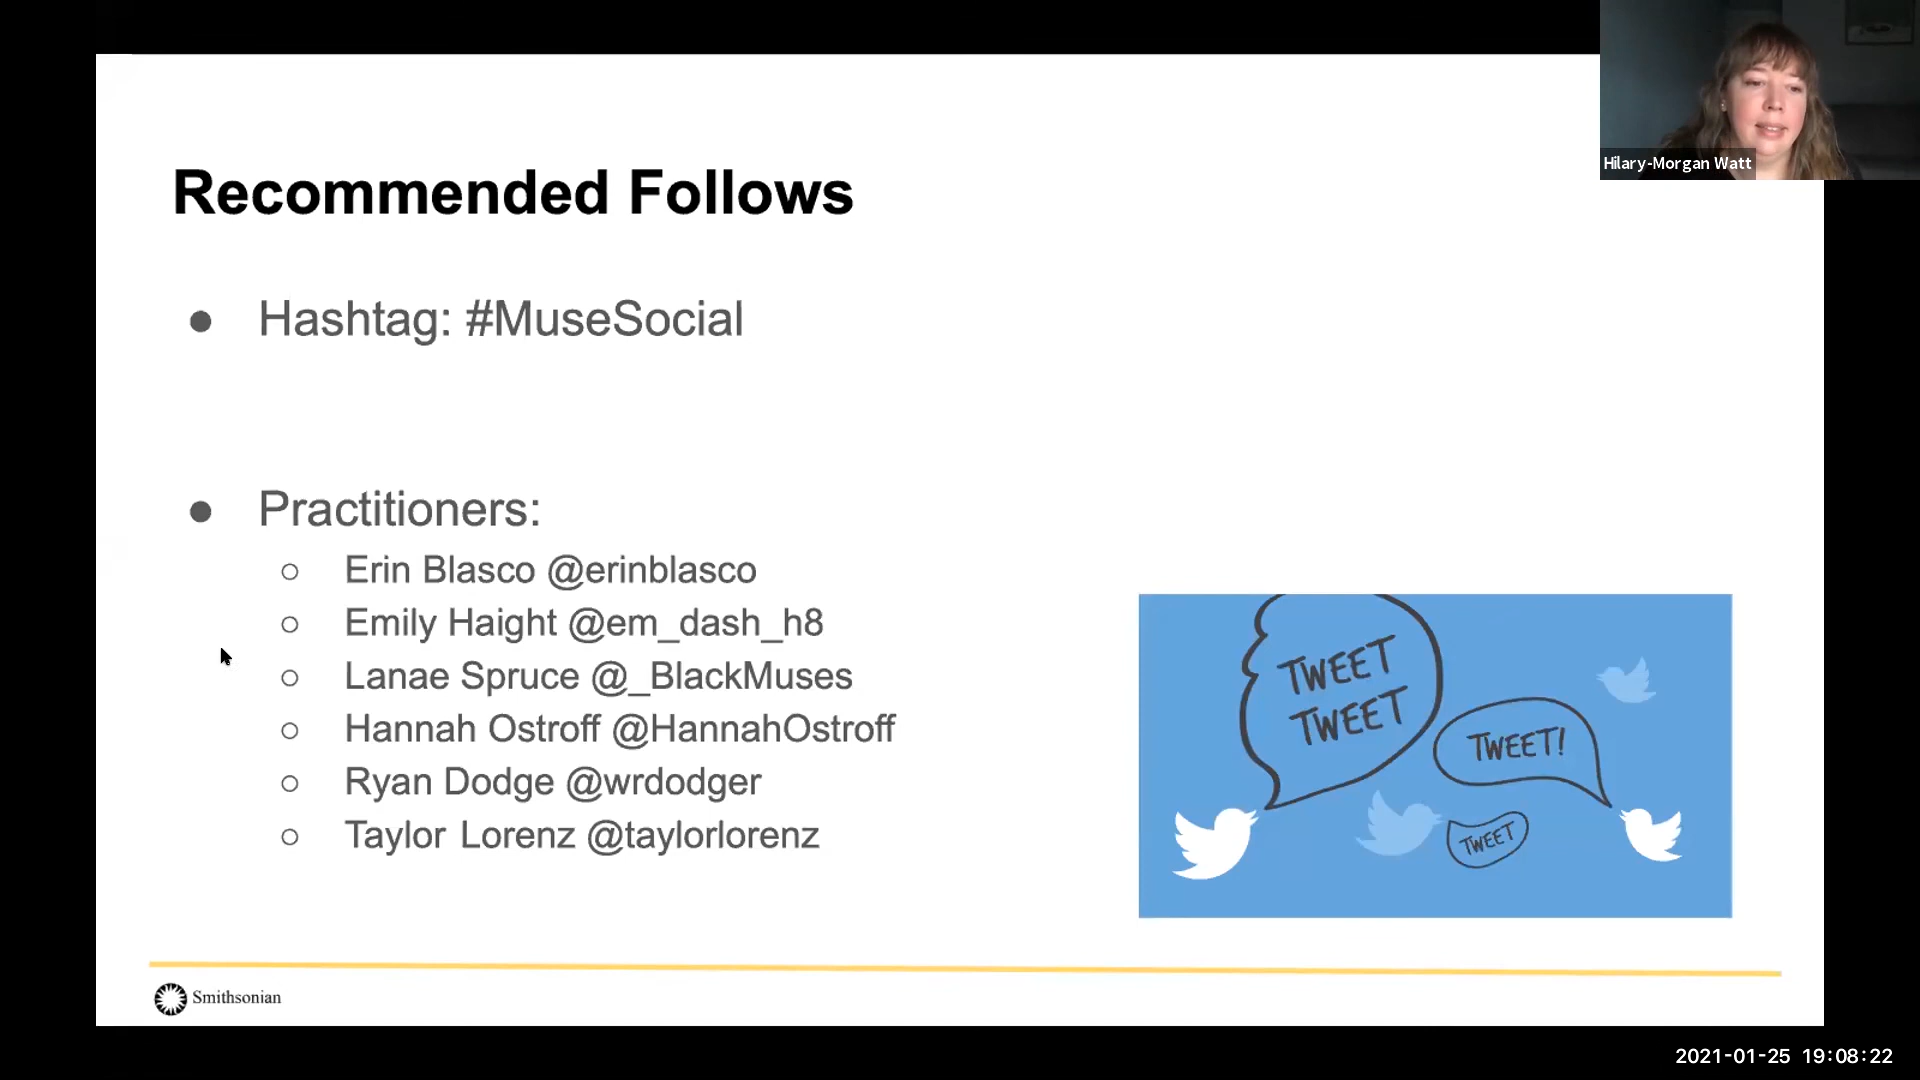 Hilary-Morgan Watt
Recommended Follows
● Hashtag: #MuseSocial
● Practitioners:
○ Erin Blasco @erinblasco
○ Emily Haight @em_dash_h8
○ Lanae Spruce @_BlackMuses
○ Hannah Ostroff @HannahOstroff
○ Ryan Dodge @wrdodger
○ Taylor Lorenz @taylorlorenz
TWEET
TWEET
TWEET!
TWEET
Smithsonian
2021-01-25 19:08:22